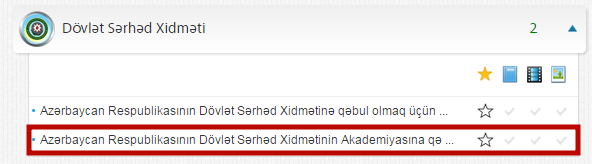 Dövlət Sərhəd Xidməti 2
Azərbaycan Respublikasının Dövlət Sərhəd Xidmətinə qəbul olmaq üçün ...
Azərbaycan Respublikasının Dövlət Sərhəd Xidmətinin Akademiyasına qə ...